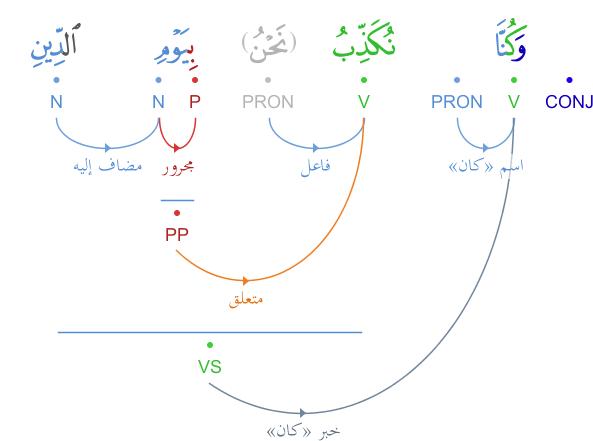 وَكُنَّا نُكَذِّبُ (نَحْنُ) بِيَوْمِ ٱلدِّينِ
CONJ V PRON V PRON P N N
اسم «كان» فاعل مجرور مضاف إليه
PP
متعلق
VS
خبر «كان»